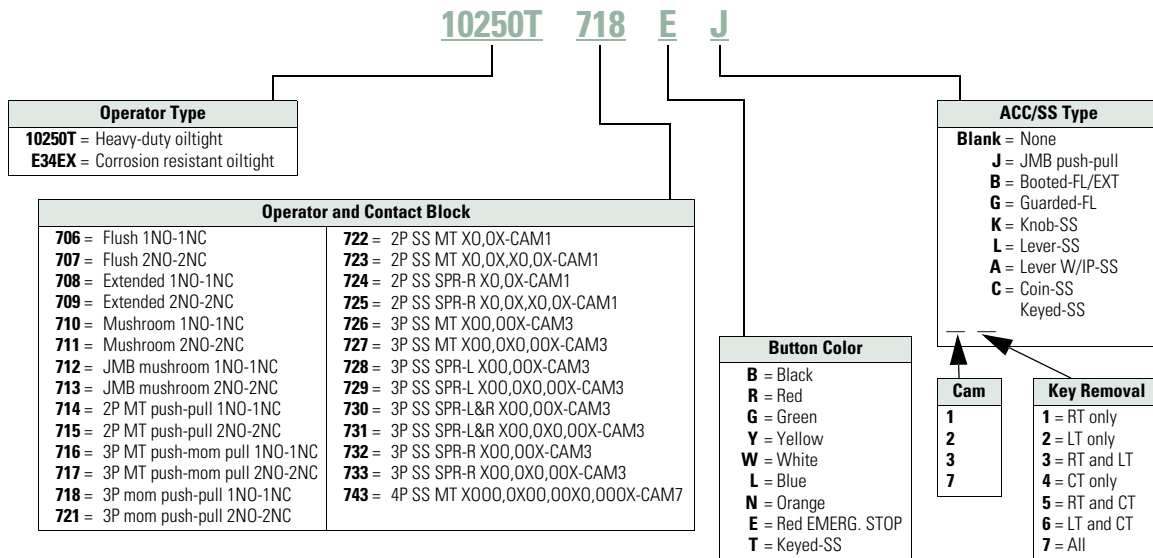 10250T 718 E J
Operator Type
10250T = Heavy-duty oiltight
E34EX = Corrosion resistant oiltight
Operator and Contact Block
706 = Flush 1NO-1NC
707 = Flush 2NO-2NC
708 = Extended 1NO-1NC
709 = Extended 2NO-2NC
710 = Mushroom 1NO-1NC
711 = Mushroom 2NO-2NC
712 = JMB mushroom 1NO-1NC
713 = JMB mushroom 2NO-2NC
714 = 2P MT push-pull 1NO-1NC
715 = 2P MT push-pull 2NO-2NC
716 = 3P MT push-mom pull 1NO-1NC
717 = 3P MT push-mom pull 2NO-2NC
718 = 3P mom push-pull 1NO-1NC
721 = 3P mom push-pull 2NO-2NC
722 = 2P SS MT XO,OX-CAM1
723 = 2P SS MT XO,OX,XO,OX-CAM1
724 = 2P SS SPR-R XO,OX-CAM1
725 = 2P SS SPR-R XO,OX,XO,OX-CAM1
726 = 3P SS MT XOO,OOX-CAM3
727 = 3P SS MT XOO,OXO,OOX-CAM3
728 = 3P SS SPR-L XOO,OOX-CAM3
729 = 3P SS SPR-L XOO,OXO,OOX-CAM3
730 = 3P SS SPR-L&R XOO,OOX-CAM3
731 = 3P SS SPR-L&R XOO,OXO,OOX-CAM3
732 = 3P SS SPR-R XOO,OOX-CAM3
733 = 3P SS SPR-R XOO,OXO,OOX-CAM3
743 = 4P SS MT XOOO,OXOO,OOXO,OOOX-CAM7
Button Color
B = Black
R = Red
G = Green
Y = Yellow
W = White
L = Blue
N = Orange
E = Red EMERG. STOP
T = Keyed-SS
ACC/SS Type
Blank = None
J = JMB push-pull
B = Booted-FL/EXT
G = Guarded-FL
K = Knob-SS
L = Lever-SS
A = Lever W/IP-SS
C = Coin-SS
Keyed-SS
Cam
1
2
3
7
Key Removal
1 = RT only
2 = LT only
3 = RT and LT
4 = CT only
5 = RT and CT
6 = LT and CT
7 = All